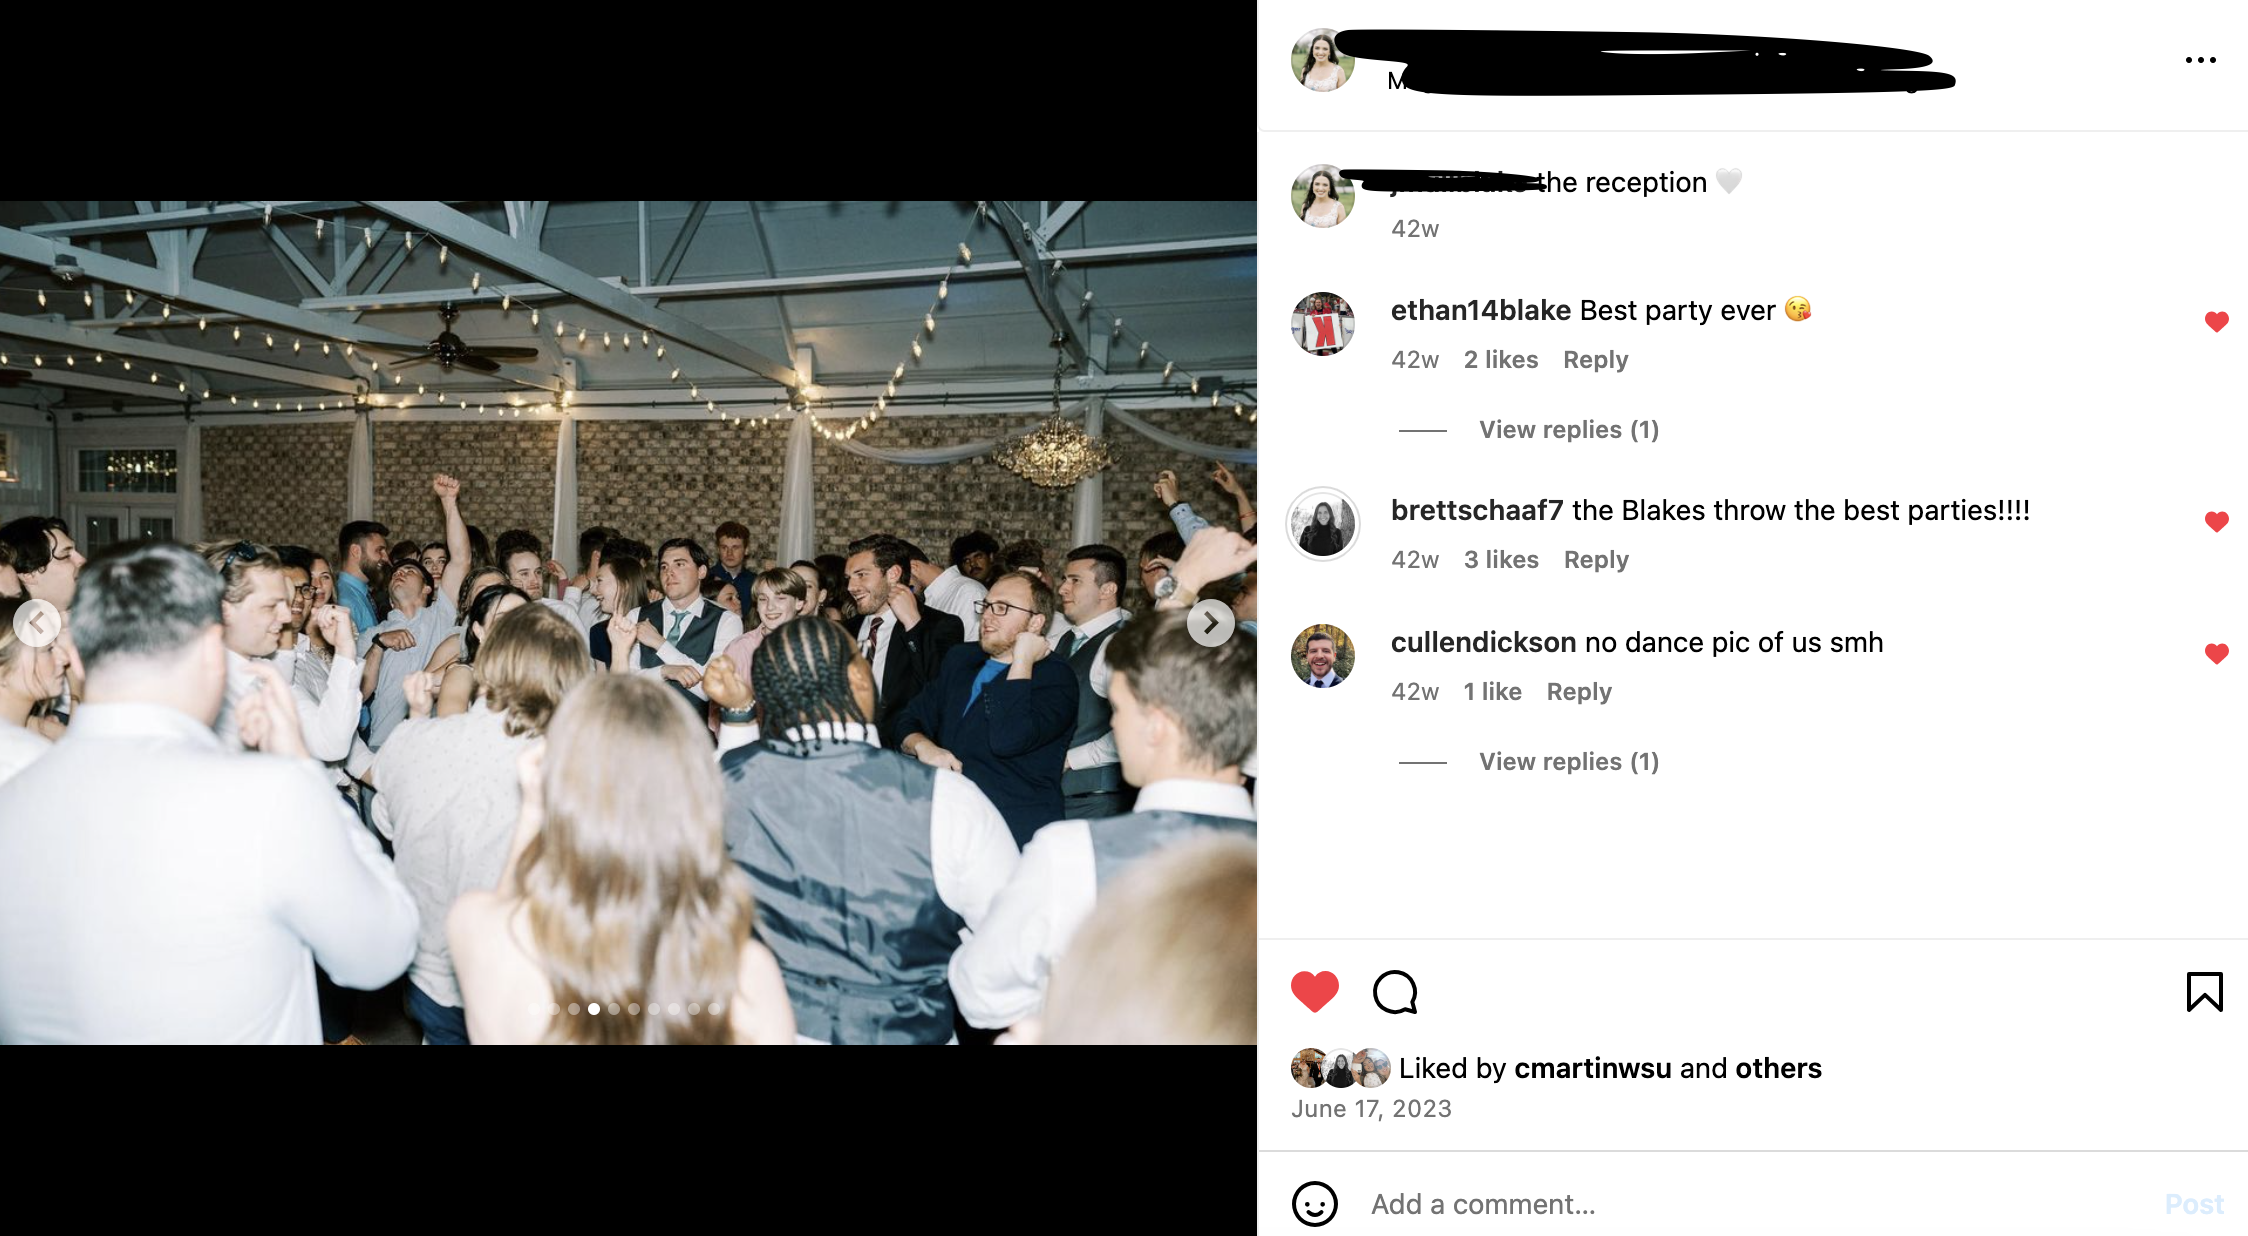 the reception 🤍
42w
ethan14blake Best party ever 😘
42w 2 likes Reply
View replies (1)
brettschaaf7 the Blakes throw the best parties!!!!
42w 3 likes Reply
cullendickson no dance pic of us smh
42w 1 like Reply
View replies (1)
Liked by cmartinwsu and others
June 17, 2023
Add a comment...
Post